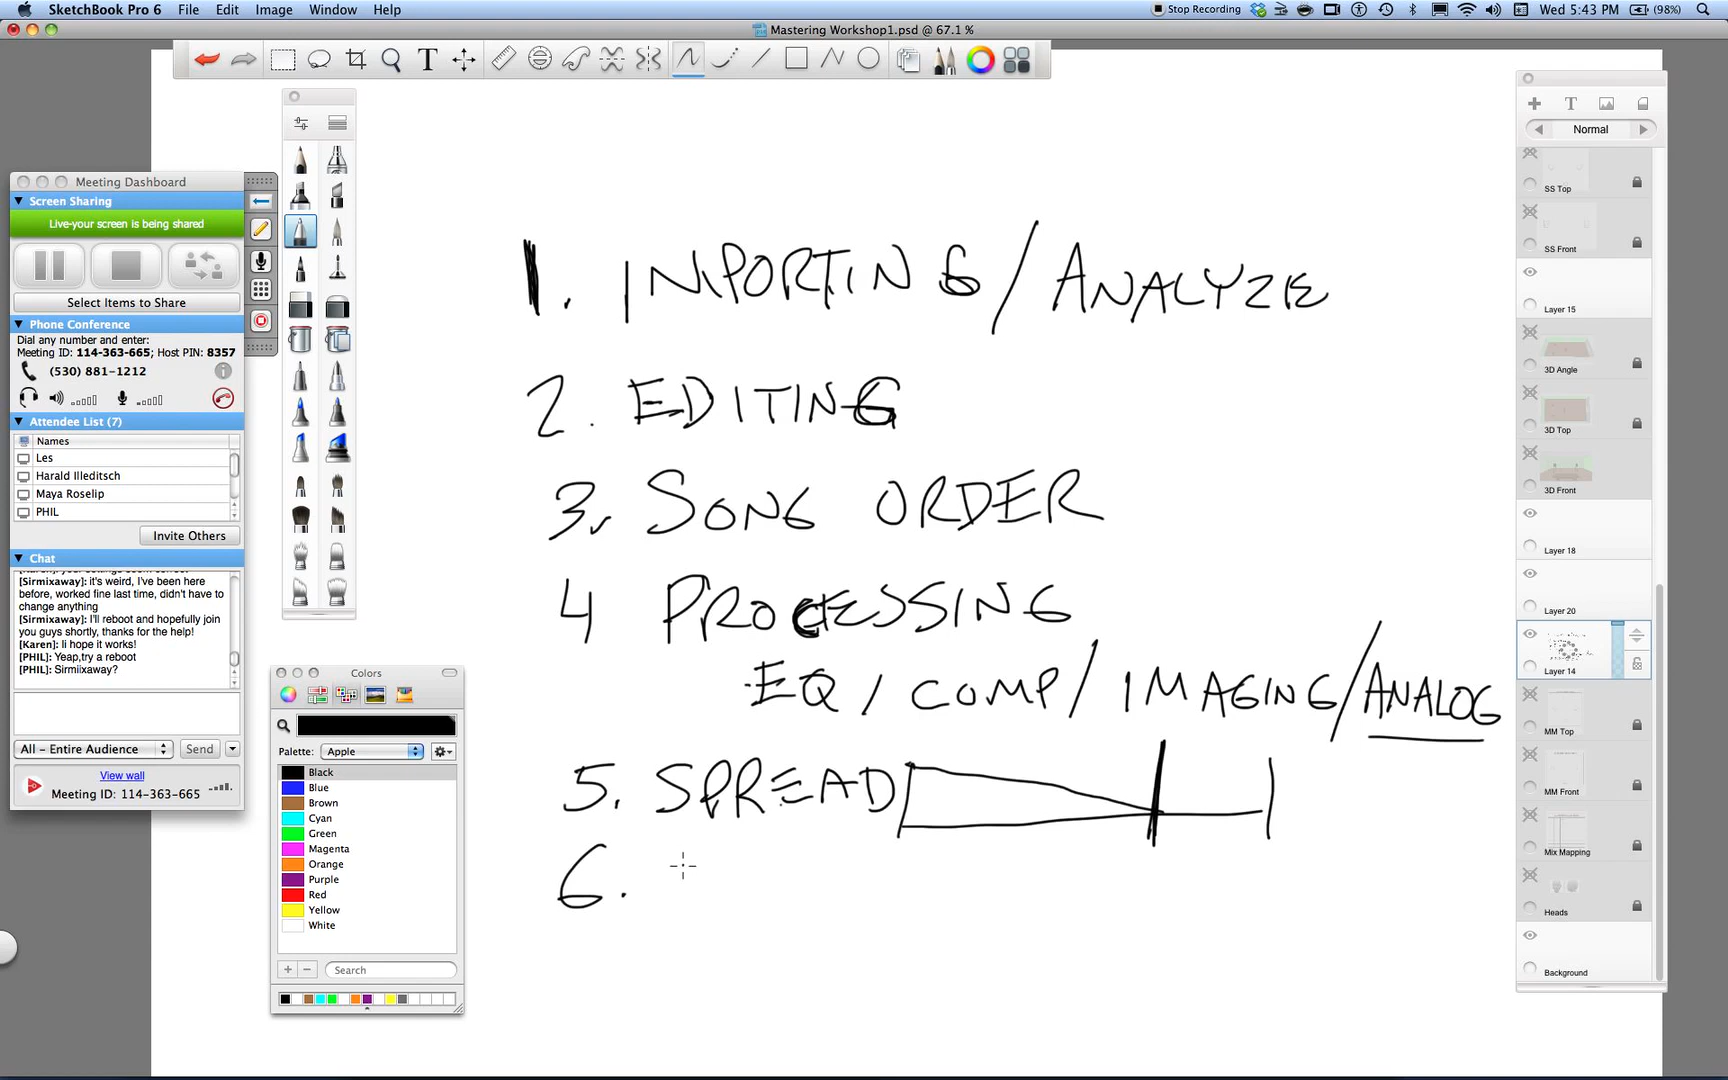 SketchBook Pro 6 File Edit Image Window Help Stop Recording Wed 5:43 PM (98%)
Mastering Workshop1.psd @ 67.1 %
T
Normal
SS Top
SS Front
Layer 15
3D Angle
3D Top
3D Front
Layer 18
Layer 20
Layer 14
MM Top
MM Front
Mix Mapping
Heads
Background
Meeting Dashboard
Screen Sharing
Live-your screen is being shared
Select Items to Share
Phone Conference
Dial any number and enter:
Meeting ID: 114-363-665; Host PIN: 8357
(530) 881-1212
Attendee List (7)
Names
Les
Harald Illeditsch
Maya Roselip
PHIL
Invite Others
Chat
[Sirmixaway]: it's weird, I've been here
before, worked fine last time, didn't have to
change anything
[Sirmixaway]: I'll reboot and hopefully join
you guys shortly, thanks for the help!
[Karen]: Ii hope it works!
[PHIL]: Yeap,try a reboot
[PHIL]: Sirmiixaway?
All - Entire Audience Send
View wall
Meeting ID: 114-363-665
Colors
Palette: Apple
Black
Blue
Brown
Cyan
Green
Magenta
Orange
Purple
Red
Yellow
White
Search
1. INPORTING / ANALYZE
2. EDITING
3. SONG ORDER
4 PROCESSING
EQ, COMP / IMAGING / ANALOG
5. SPREAD
6.